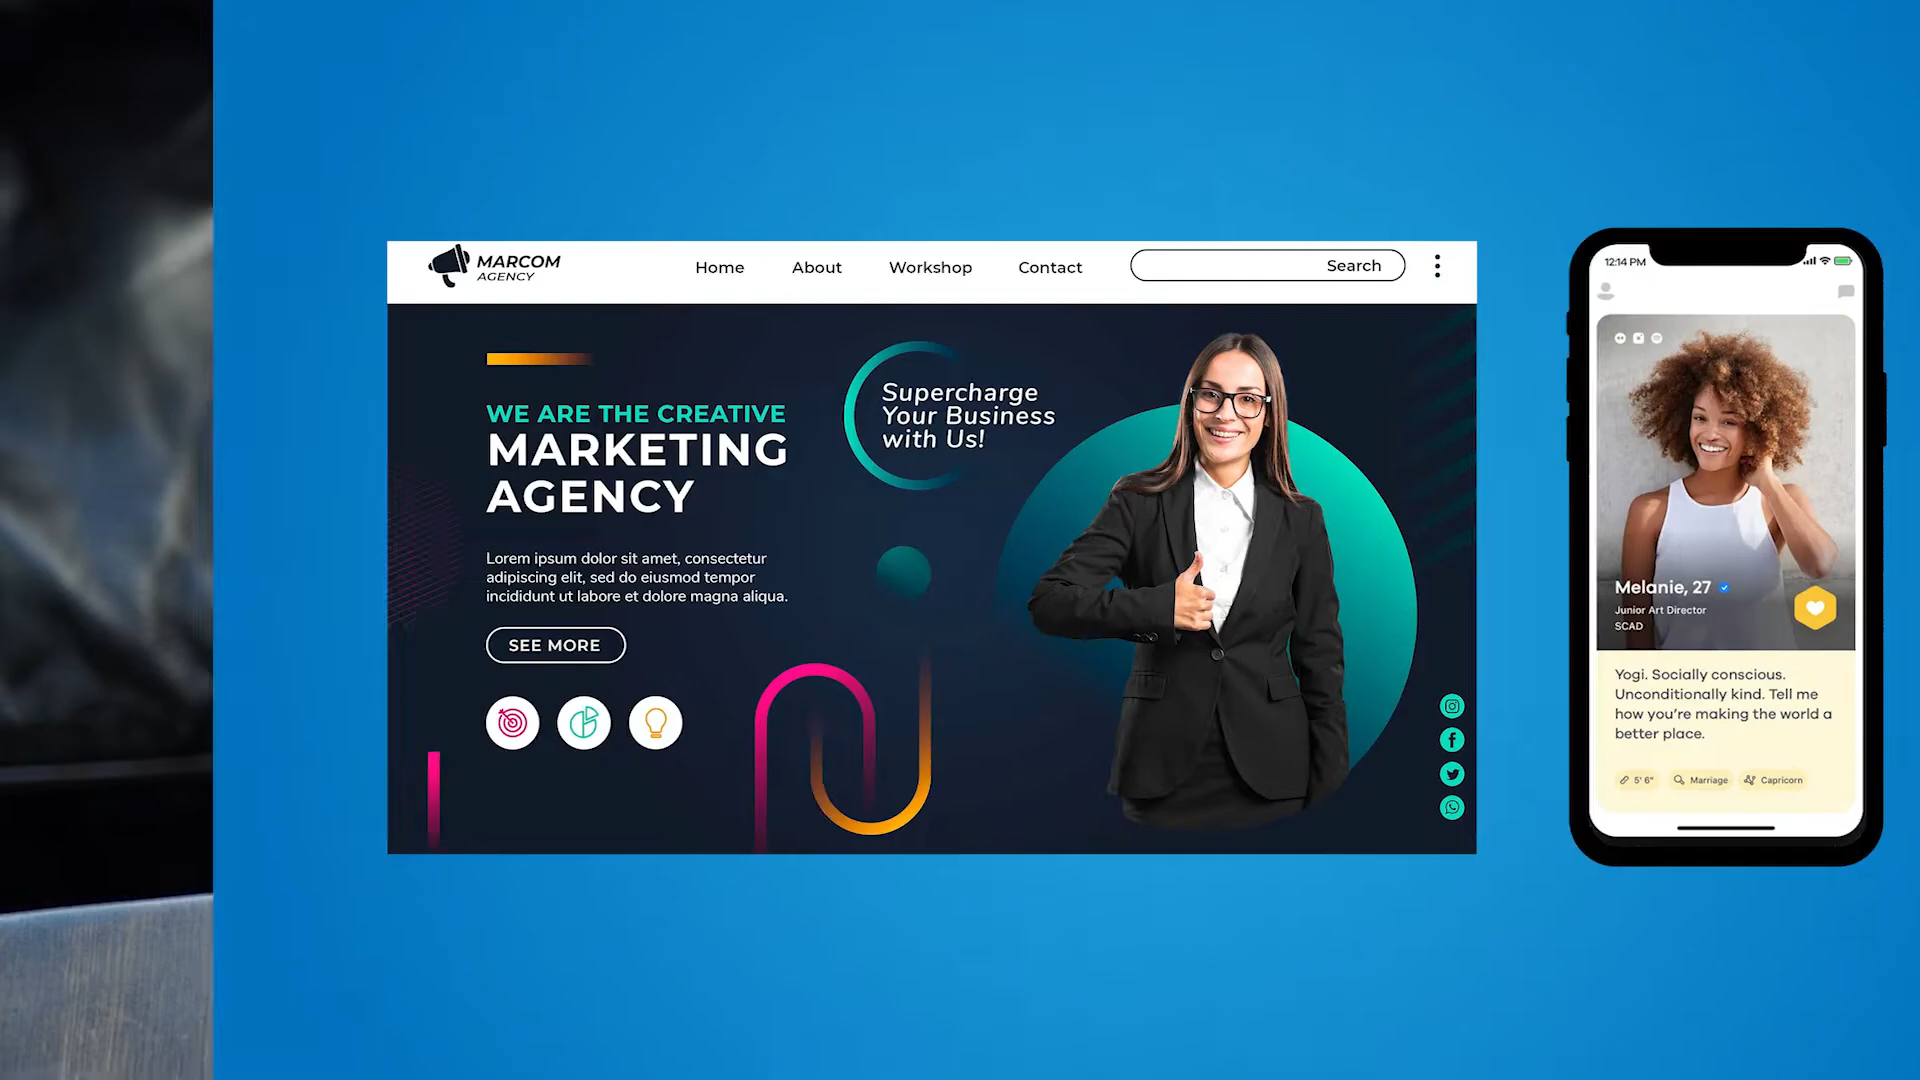 MARCOM
AGENCY
Home
About
Workshop
Contact
Search
WE ARE THE CREATIVE
MARKETING
AGENCY
Supercharge
Your Business
with Us!
Lorem ipsum dolor sit amet, consectetur
adipiscing elit, sed do eiusmod tempor
incididunt ut labore et dolore magna aliqua.
SEE MORE
12:14 PM
Melanie, 27
Junior Art Director
SCAD
Yogi. Socially conscious.
Unconditionally kind. Tell me
how you're making the world a
better place.
5' 6"
Marriage
Capricorn